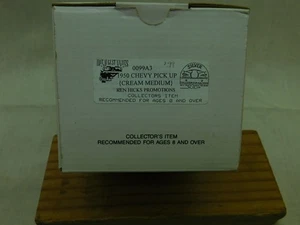 0099A3
1950 CHEVY PICK UP
(CREAM MEDIUM)
BEN HICKS PROMOTIONS
COLLECTORS ITEM
RECOMMENDED FOR AGES 8 AND OVER
COLLECTOR'S ITEM
RECOMMENDED FOR AGES 8 AND OVER